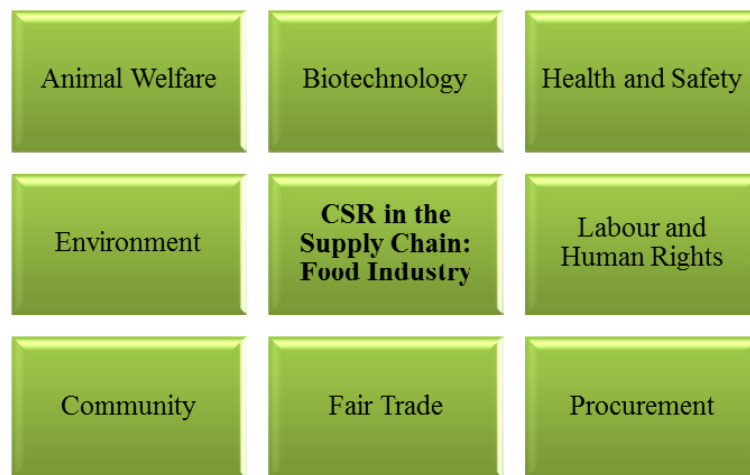 Animal Welfare
Biotechnology
Health and Safety
Environment
CSR in the
Supply Chain:
Food Industry
Labour and
Human Rights
Community
Fair Trade
Procurement